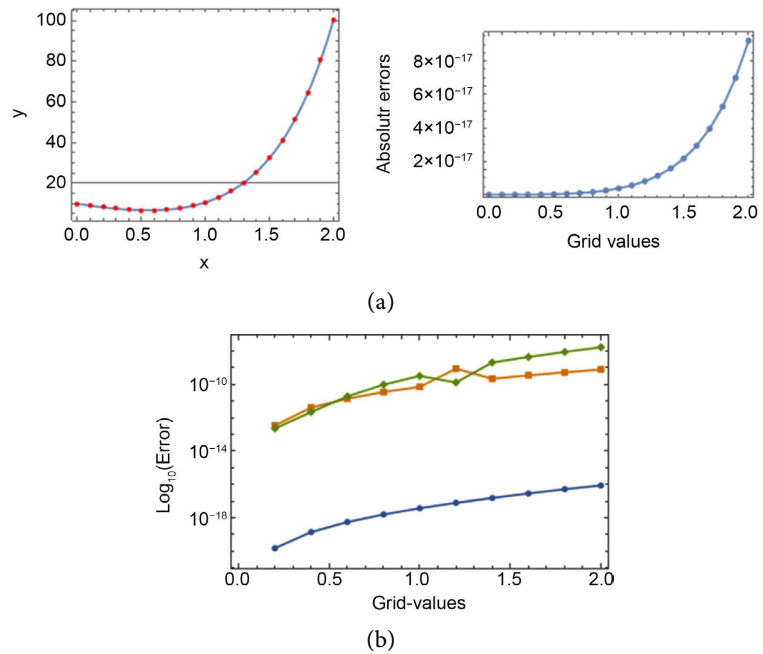 100
80
60
40
20
y
0.0 0.5 1.0 1.5 2.0
x
8×10−17
6×10−17
4×10−17
2×10−17
Absolutr errors
0.0 0.5 1.0 1.5 2.0
Grid values
(a)
10−10
10−14
10−18
Log10(Error)
0.0 0.5 1.0 1.5 2.0
Grid-values
(b)